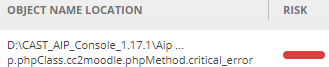 OBJECT NAME LOCATION RISK
D:\CAST_AIP_Console_1.17.1\Aip ...
p.phpClass.cc2moodle.phpMethod.critical_error